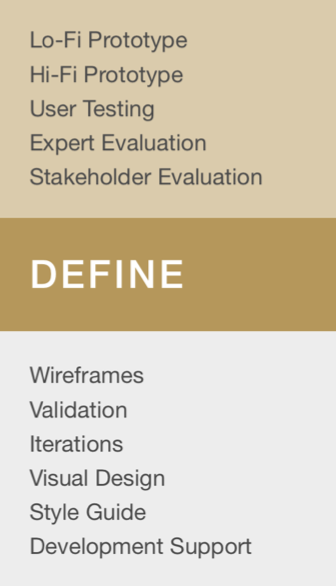 Lo-Fi Prototype
Hi-Fi Prototype
User Testing
Expert Evaluation
Stakeholder Evaluation
DEFINE
Wireframes
Validation
Iterations
Visual Design
Style Guide
Development Support